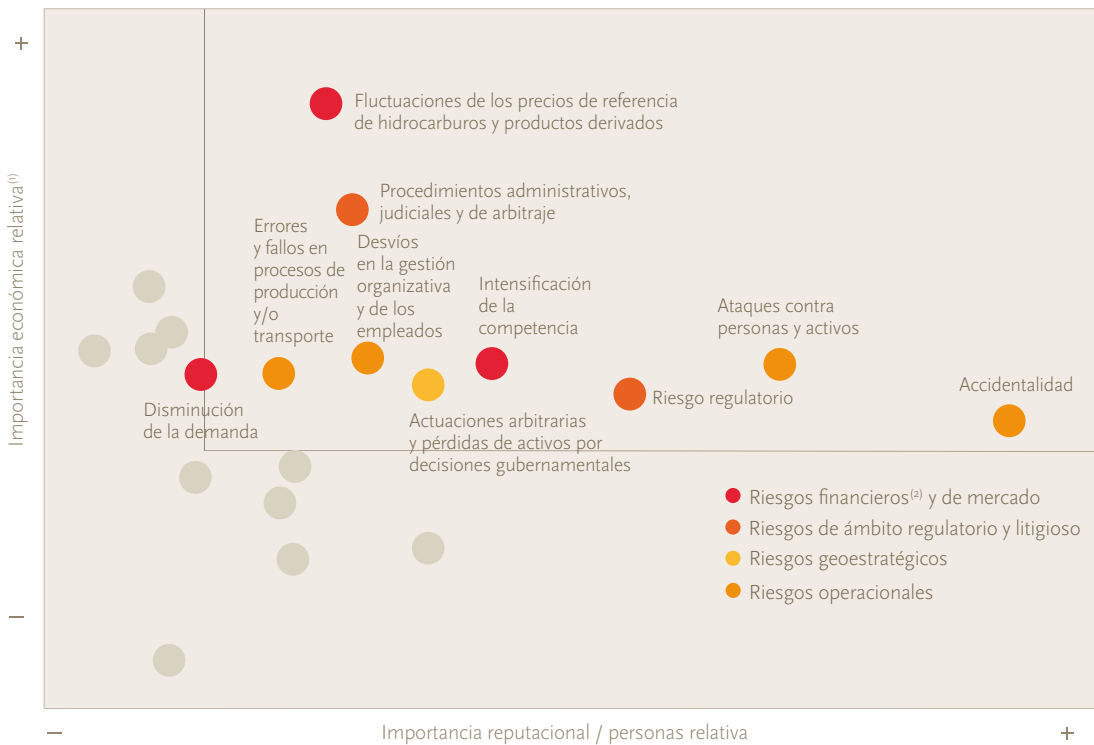 +
Fluctuaciones de los precios de referencia
de hidrocarburos y productos derivados
Procedimientos administrativos,
judiciales y de arbitraje
Errores
y fallos en
procesos de
producción
y/o
transporte
Desvíos
en la gestión
organizativa
y de los
empleados
Intensificación
de la
competencia
Ataques contra
personas y activos
Accidentalidad
Riesgo regulatorio
Disminución
de la demanda
Actuaciones arbitrarias
y pérdidas de activos por
decisiones gubernamentales
Importancia económica relativa(1)
Riesgos financieros(2) y de mercado
Riesgos de ámbito regulatorio y litigioso
Riesgos geoestratégicos
Riesgos operacionales
–
– Importancia reputacional / personas relativa +